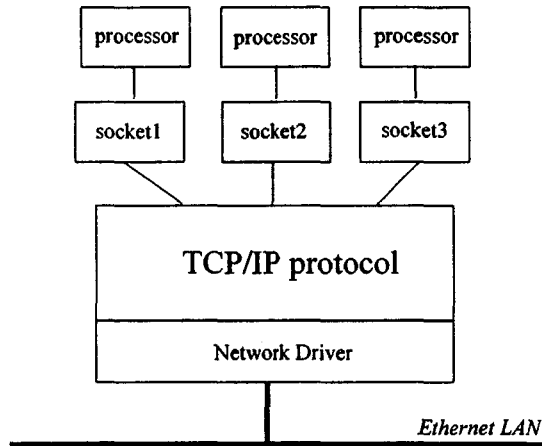 processor
processor
processor
socket1
socket2
socket3
TCP/IP protocol
Network Driver
Ethernet LAN